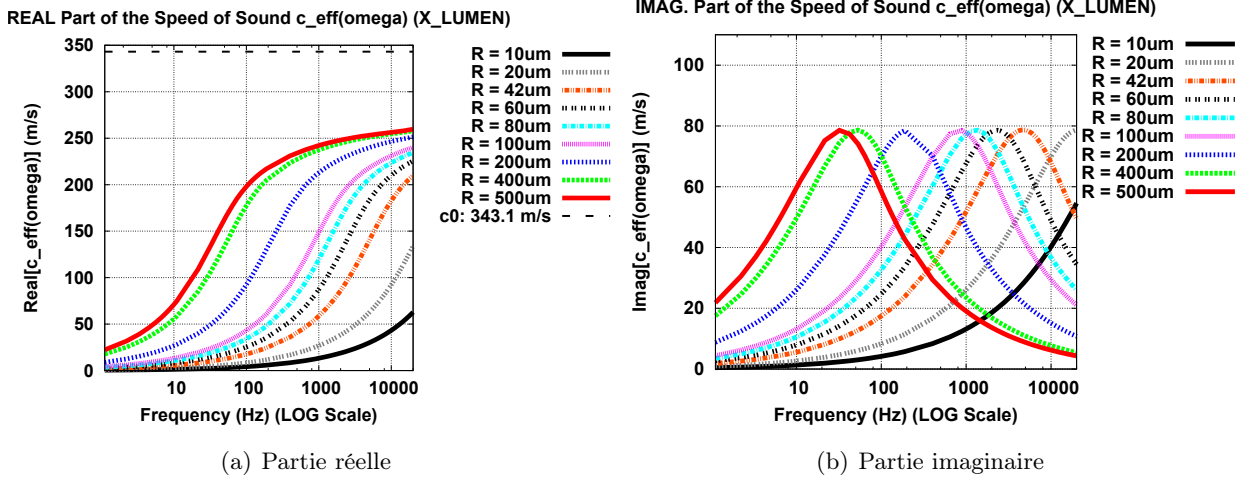 REAL Part of the Speed of Sound c_eff(omega) (X_LUMEN)
Real[c_eff(omega)] (m/s)
350
300
250
200
150
100
50
0
10
100
1000
10000
Frequency (Hz) (LOG Scale)
R = 10um
R = 20um
R = 42um
R = 60um
R = 80um
R = 100um
R = 200um
R = 400um
R = 500um
c0: 343.1 m/s
(a) Partie réelle
IMAG. Part of the Speed of Sound c_eff(omega) (X_LUMEN)
Imag[c_eff(omega)] (m/s)
100
80
60
40
20
0
10
100
1000
10000
Frequency (Hz) (LOG Scale)
R = 10um
R = 20um
R = 42um
R = 60um
R = 80um
R = 100um
R = 200um
R = 400um
R = 500um
(b) Partie imaginaire